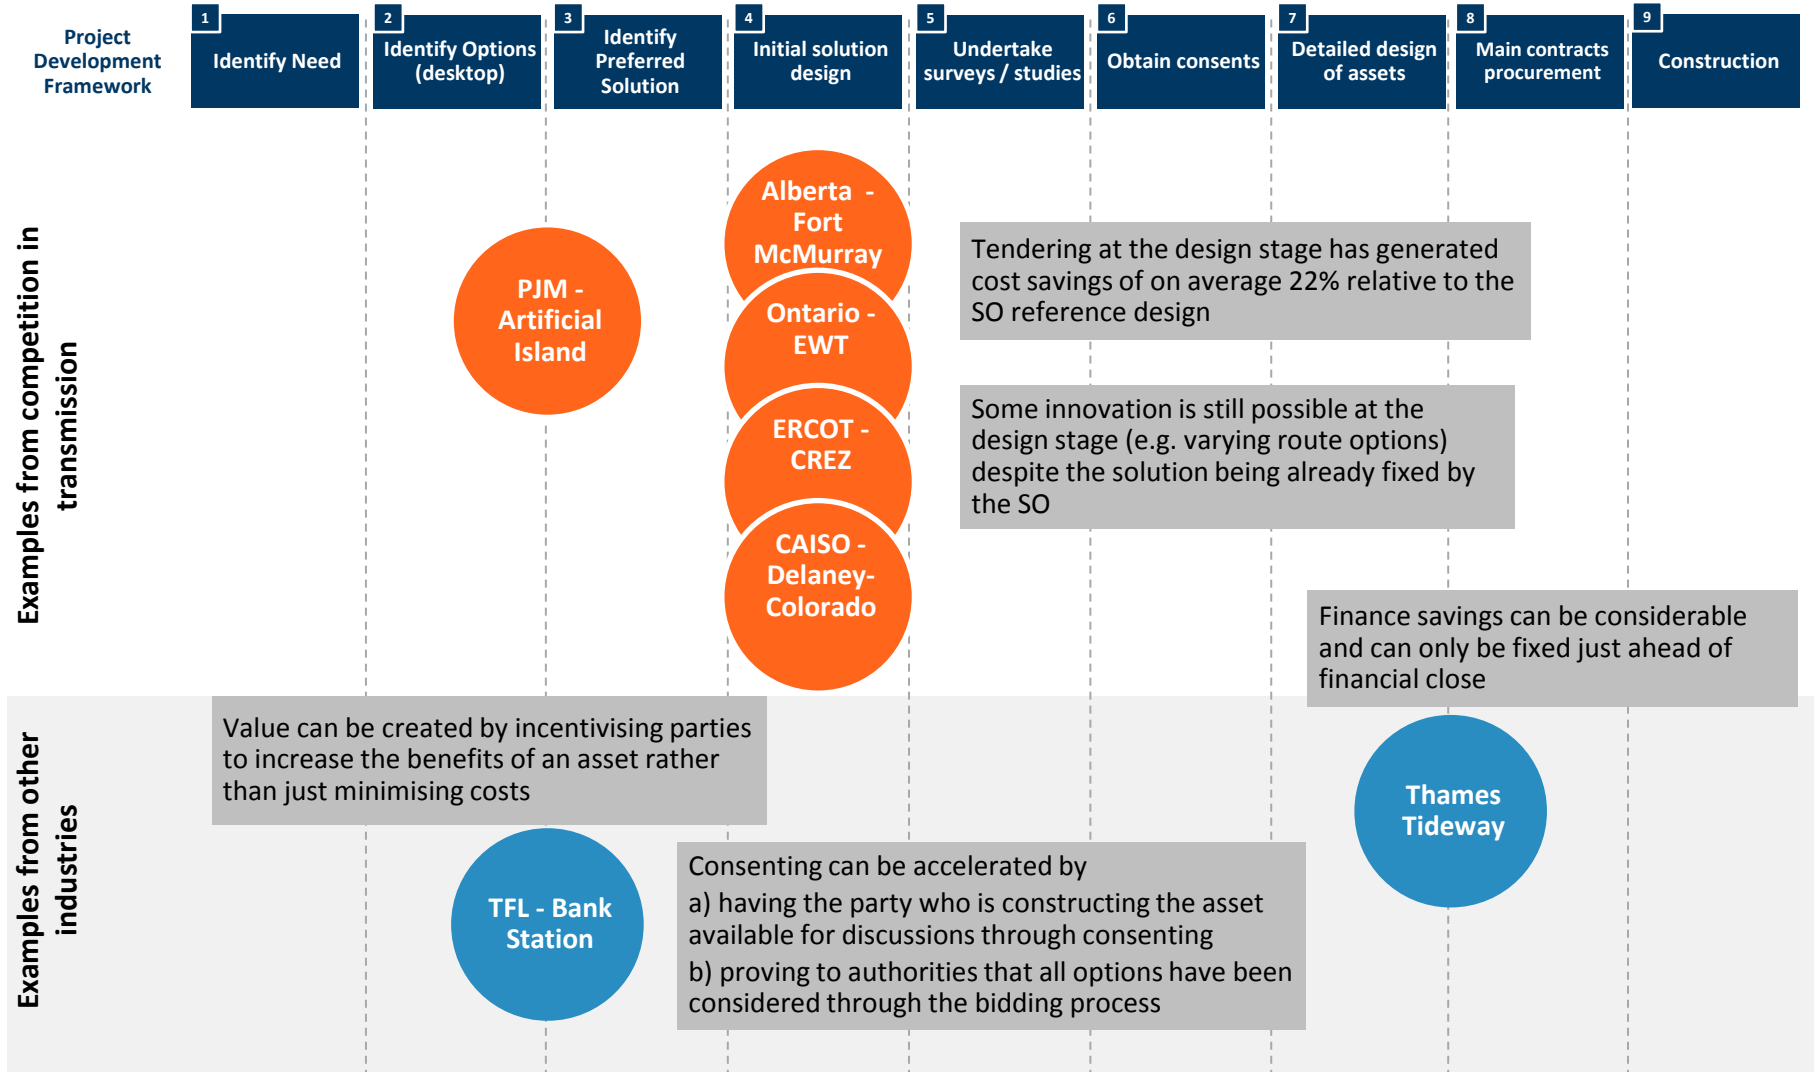 Project
Development
Framework
1
Identify Need
2
Identify Options
(desktop)
3
Identify
Preferred
Solution
4
Initial solution
design
5
Undertake
surveys / studies
6
Obtain consents
7
Detailed design
of assets
8
Main contracts
procurement
9
Construction
Examples from competition in
transmission
PJM -
Artificial
Island
Alberta -
Fort
McMurray
Ontario -
EWT
ERCOT -
CREZ
CAISO -
Delaney-
Colorado
Tendering at the design stage has generated
cost savings of on average 22% relative to the
SO reference design
Some innovation is still possible at the
design stage (e.g. varying route options)
despite the solution being already fixed by
the SO
Finance savings can be considerable
and can only be fixed just ahead of
financial close
Examples from other
industries
Value can be created by incentivising parties
to increase the benefits of an asset rather
than just minimising costs
TFL - Bank
Station
Consenting can be accelerated by
a) having the party who is constructing the asset
available for discussions through consenting
b) proving to authorities that all options have been
considered through the bidding process
Thames
Tideway